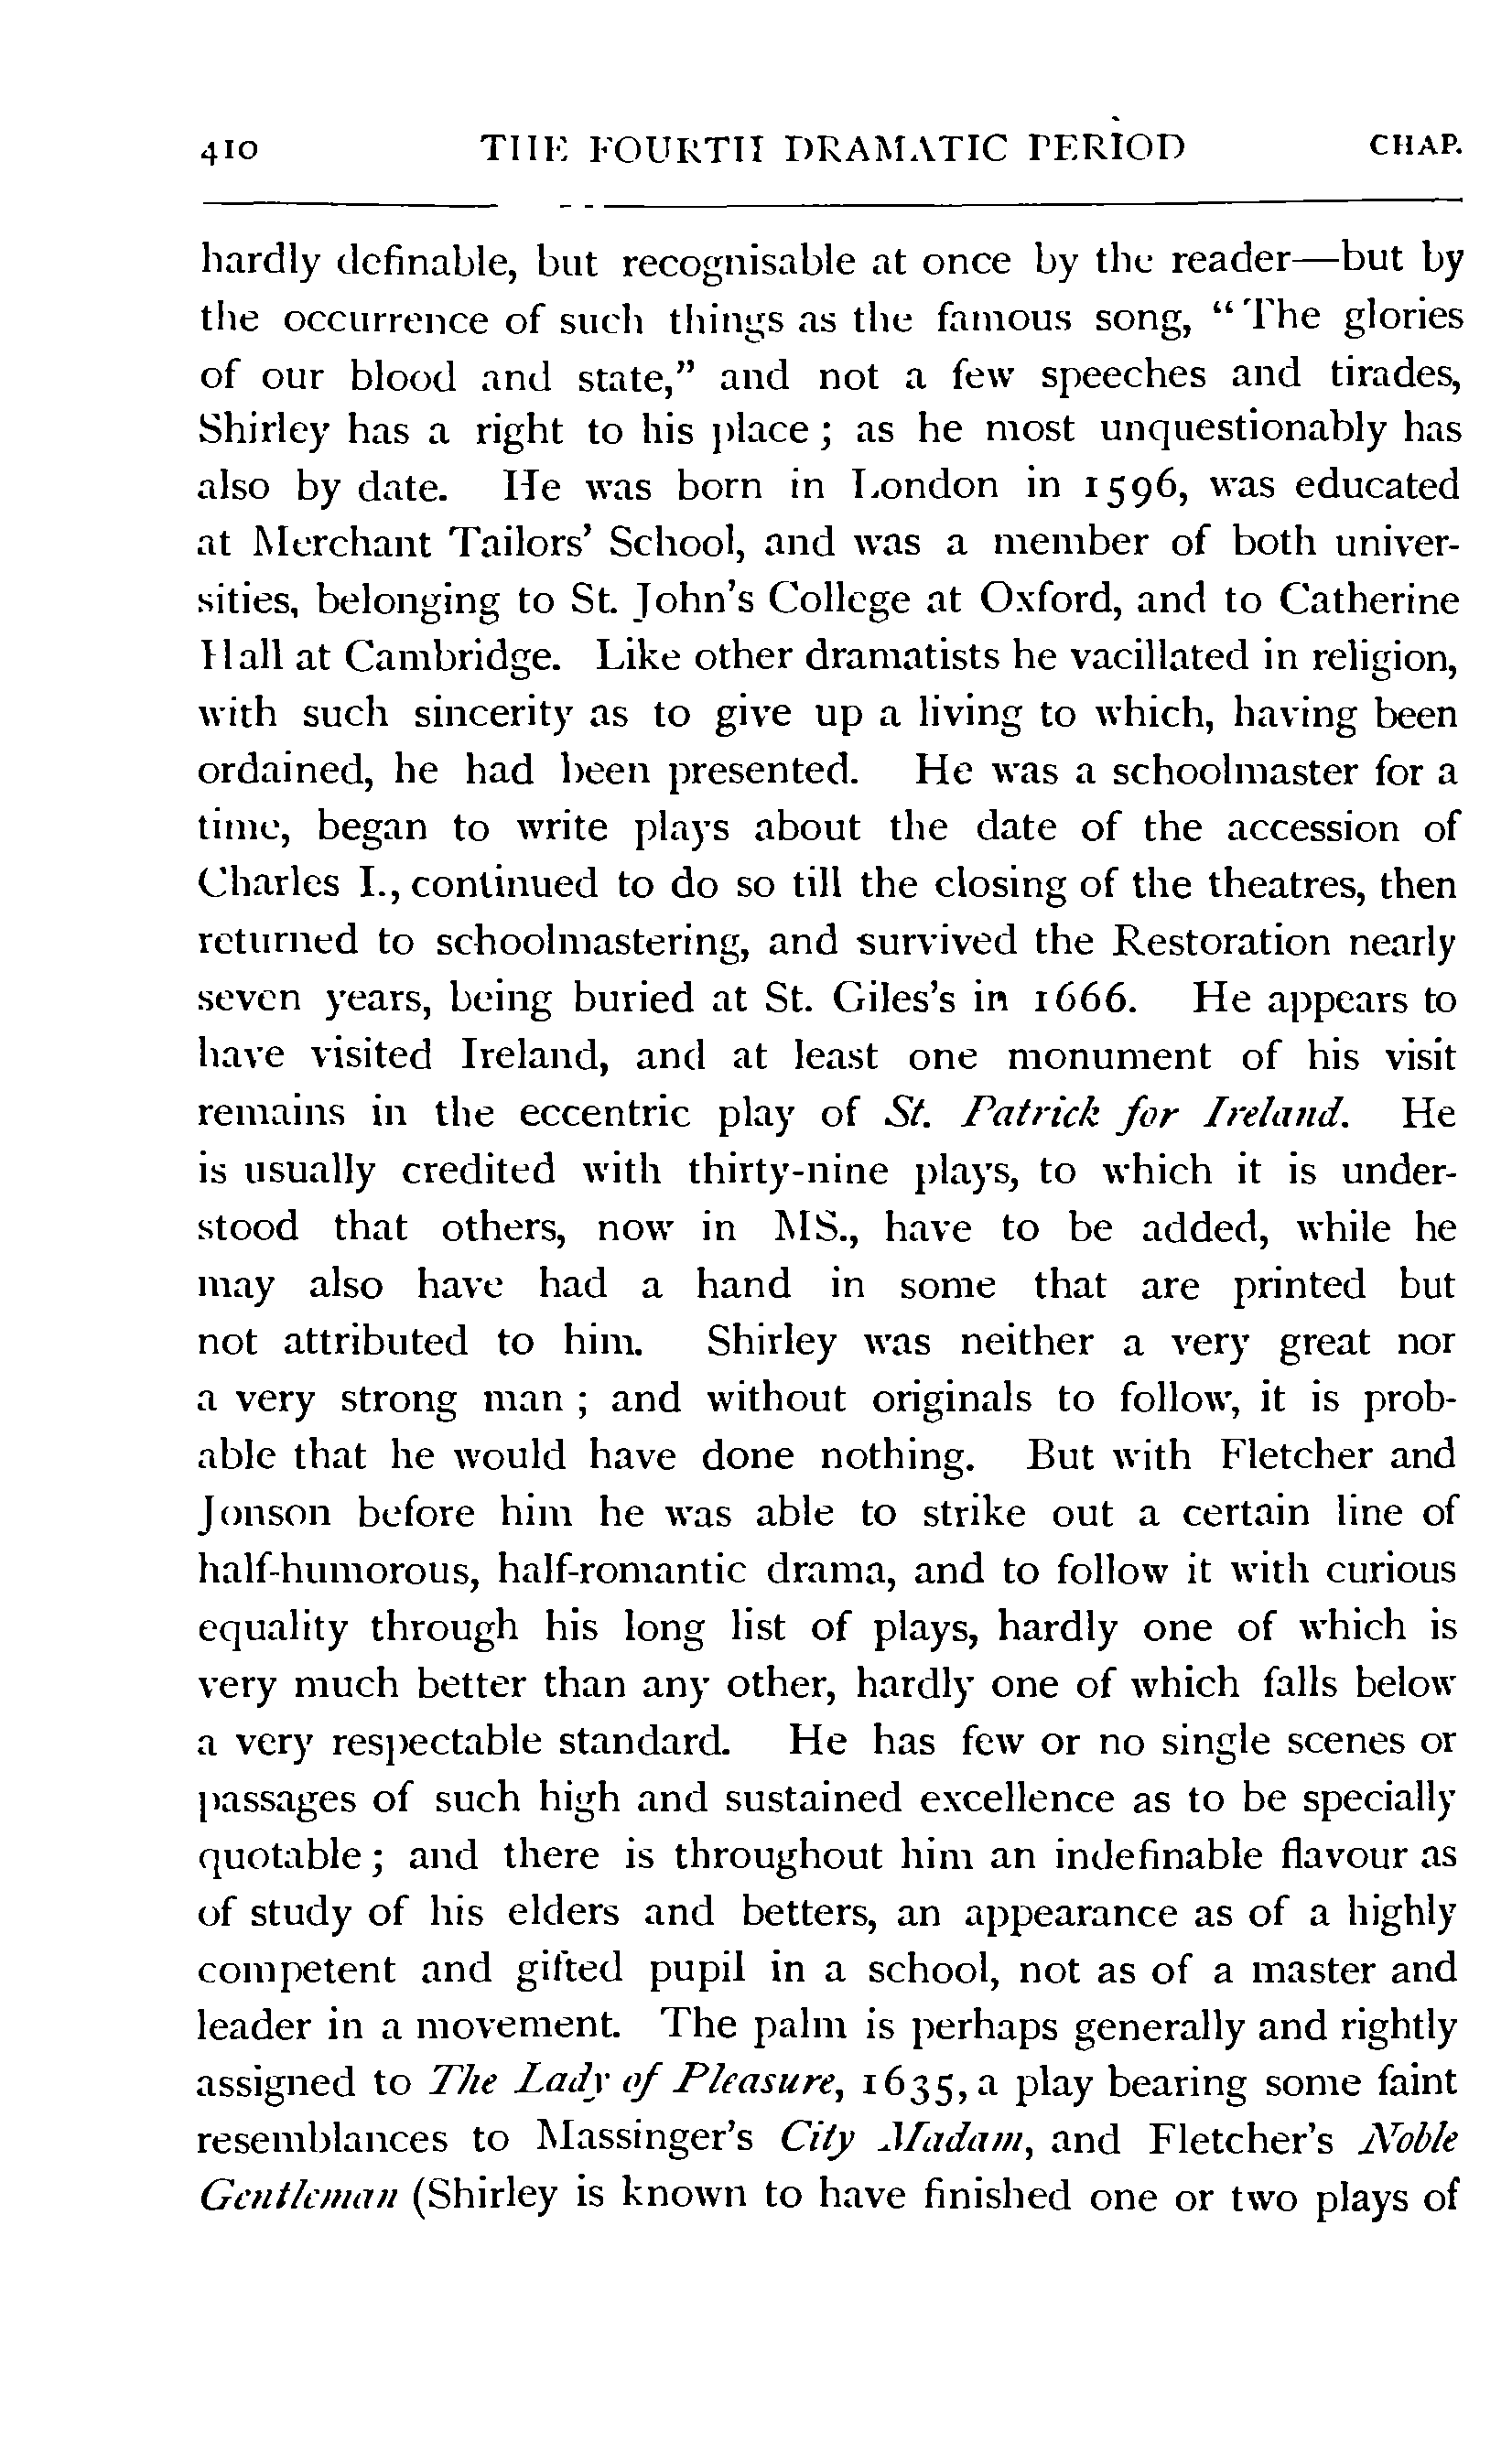 410 THE FOURTH DRAMATIC PERIOD CHAP.
hardly definable, but recognisable at once by the reader—but by
the occurrence of such things as the famous song, “The glories
of our blood and state,” and not a few speeches and tirades,
Shirley has a right to his place; as he most unquestionably has
also by date. He was born in London in 1596, was educated
at Merchant Tailors’ School, and was a member of both univer-
sities, belonging to St. John’s College at Oxford, and to Catherine
Hall at Cambridge. Like other dramatists he vacillated in religion,
with such sincerity as to give up a living to which, having been
ordained, he had been presented. He was a schoolmaster for a
time, began to write plays about the date of the accession of
Charles I., continued to do so till the closing of the theatres, then
returned to schoolmastering, and survived the Restoration nearly
seven years, being buried at St. Giles’s in 1666. He appears to
have visited Ireland, and at least one monument of his visit
remains in the eccentric play of St. Patrick for Ireland. He
is usually credited with thirty-nine plays, to which it is under-
stood that others, now in MS., have to be added, while he
may also have had a hand in some that are printed but
not attributed to him. Shirley was neither a very great nor
a very strong man ; and without originals to follow, it is prob-
able that he would have done nothing. But with Fletcher and
Jonson before him he was able to strike out a certain line of
half-humorous, half-romantic drama, and to follow it with curious
equality through his long list of plays, hardly one of which is
very much better than any other, hardly one of which falls below
a very respectable standard. He has few or no single scenes or
passages of such high and sustained excellence as to be specially
quotable; and there is throughout him an indefinable flavour as
of study of his elders and betters, an appearance as of a highly
competent and gifted pupil in a school, not as of a master and
leader in a movement. The palm is perhaps generally and rightly
assigned to The Lady of Pleasure, 1635, a play bearing some faint
resemblances to Massinger’s City Madam, and Fletcher’s Noble
Gentleman (Shirley is known to have finished one or two plays of